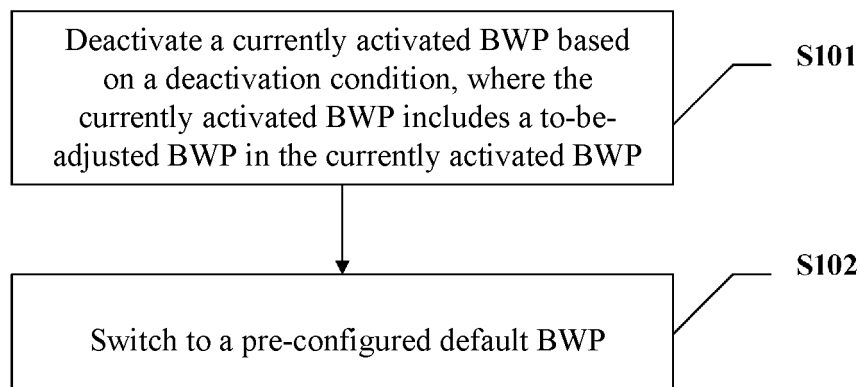 Deactivate a currently activated BWP based
on a deactivation condition, where the
currently activated BWP includes a to-be-
adjusted BWP in the currently activated BWP
S101
Switch to a pre-configured default BWP
S102